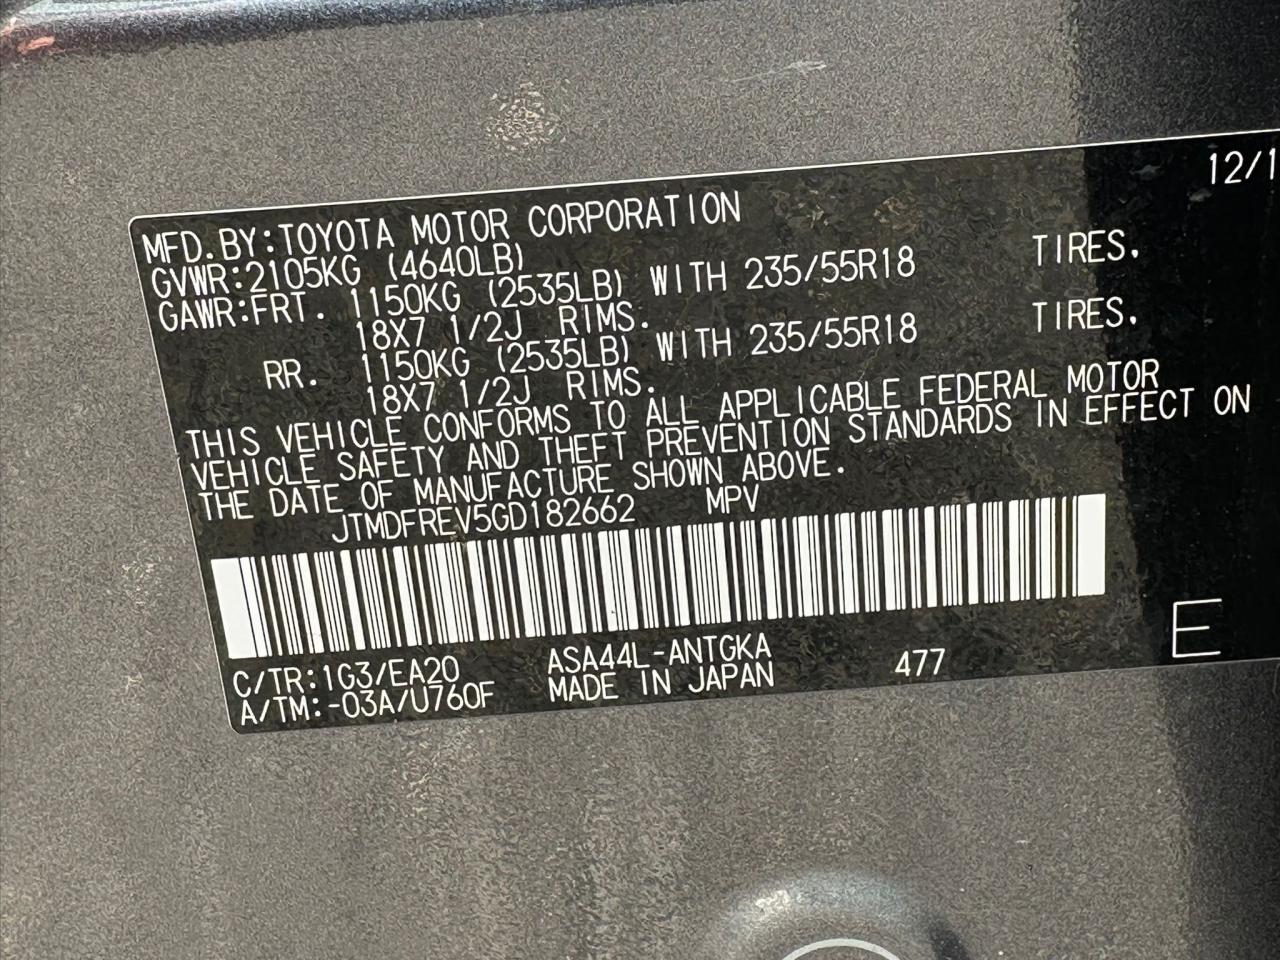 12/1
MFD.BY:TOYOTA MOTOR CORPORATION
GVWR:2105KG (4640LB)
GAWR:FRT. 1150KG (2535LB) WITH 235/55R18 TIRES.
18X7 1/2J RIMS.
RR. 1150KG (2535LB) WITH 235/55R18 TIRES.
18X7 1/2J RIMS.
THIS VEHICLE CONFORMS TO ALL APPLICABLE FEDERAL MOTOR
VEHICLE SAFETY AND THEFT PREVENTION STANDARDS IN EFFECT ON
THE DATE OF MANUFACTURE SHOWN ABOVE.
JTMDFREV5GD182662 MPV
C/TR:1G3/EA20 ASA44L-ANTGKA 477 E
A/TM:-03A/U760F MADE IN JAPAN